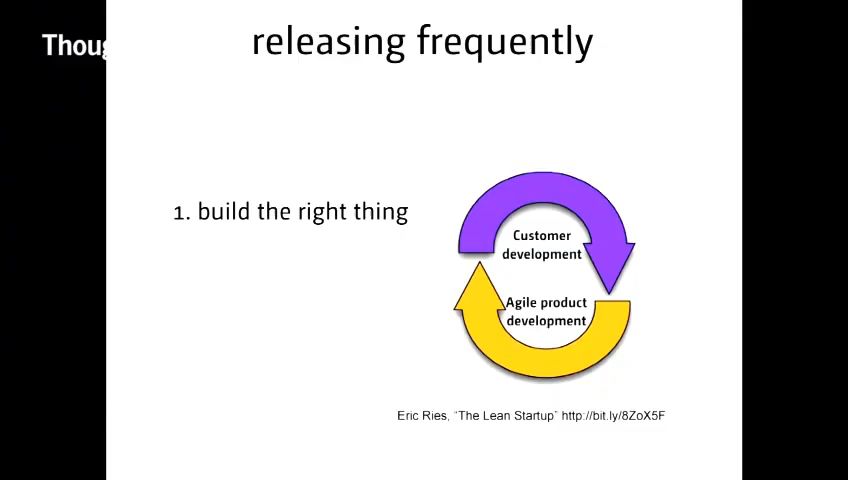 releasing frequently
1. build the right thing
Customer
development
Agile product
development
Eric Ries, “The Lean Startup” http://bit.ly/8ZoX5F